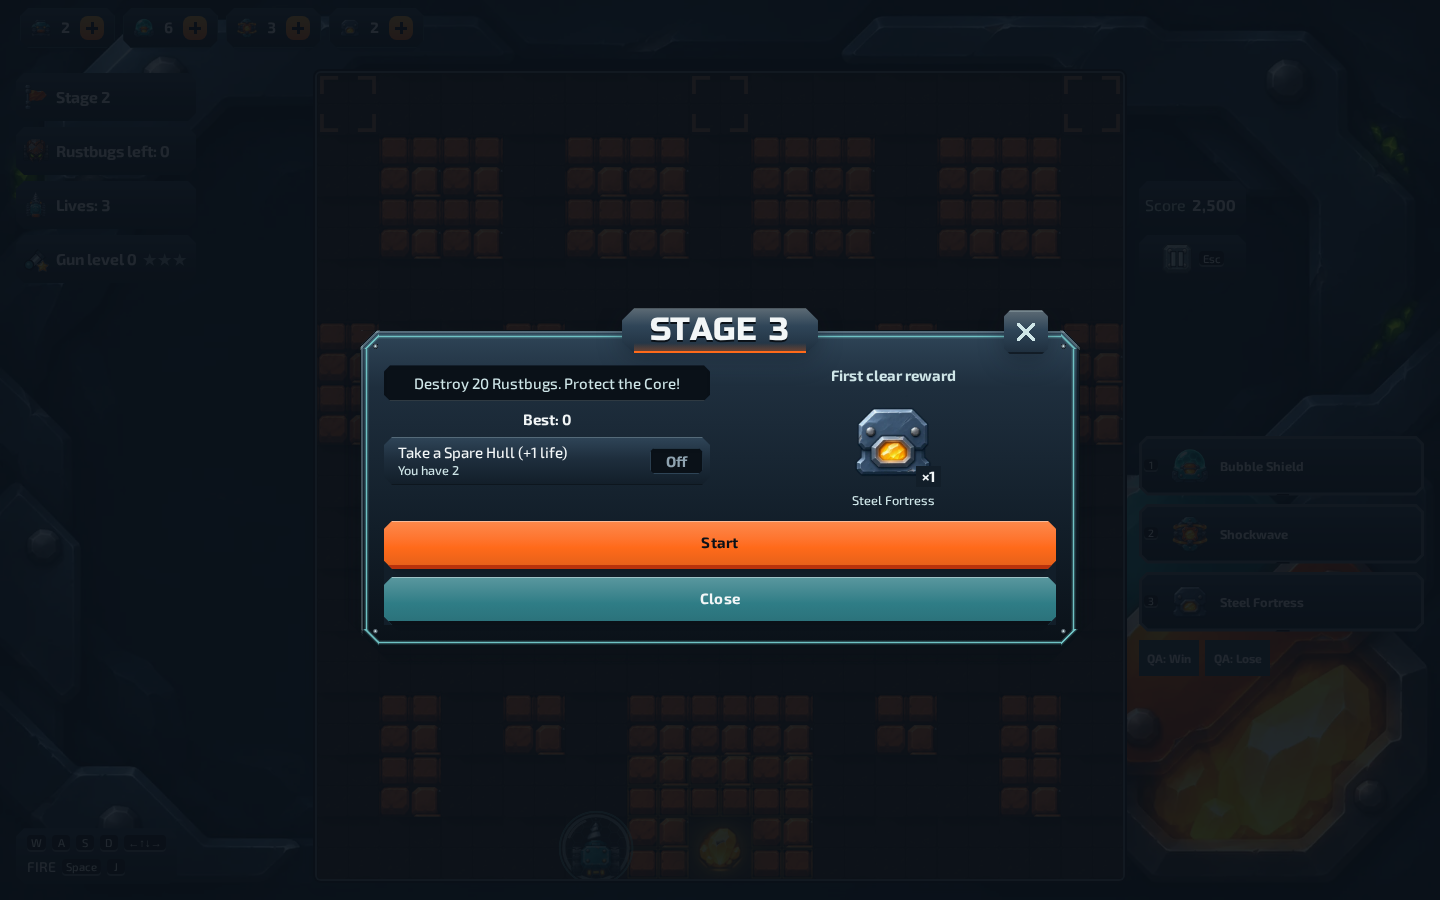 2
6
3
2
Stage 2
Rustbugs left: 0
Lives: 3
Gun level 0 ★★★
Score 2,500
Esc
STAGE 3
Destroy 20 Rustbugs. Protect the Core!
Best: 0
Take a Spare Hull (+1 life)
You have 2
Off
First clear reward
×1
Steel Fortress
Start
Close
1 Bubble Shield
2 Shockwave
3 Steel Fortress
QA: Win QA: Lose
W A S D ←↑↓→
FIRE Space J